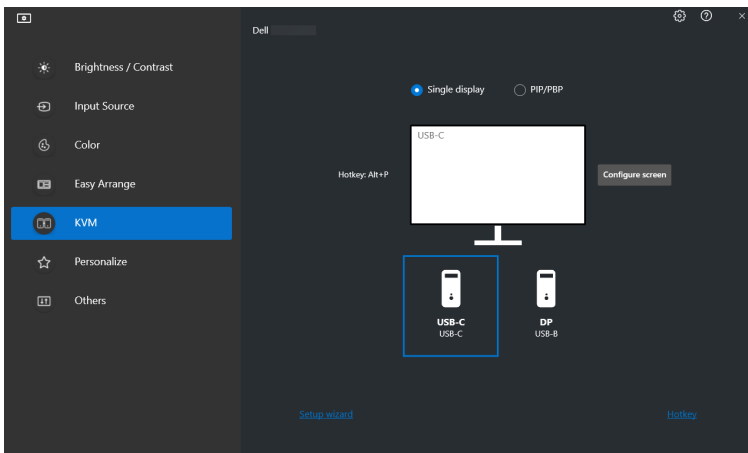 Dell
Brightness / Contrast
Input Source
Color
Easy Arrange
KVM
Personalize
Others
Single display
PIP/PBP
USB-C
Hotkey: Alt+P
Configure screen
USB-C
USB-C
DP
USB-B
Setup wizard
Hotkey